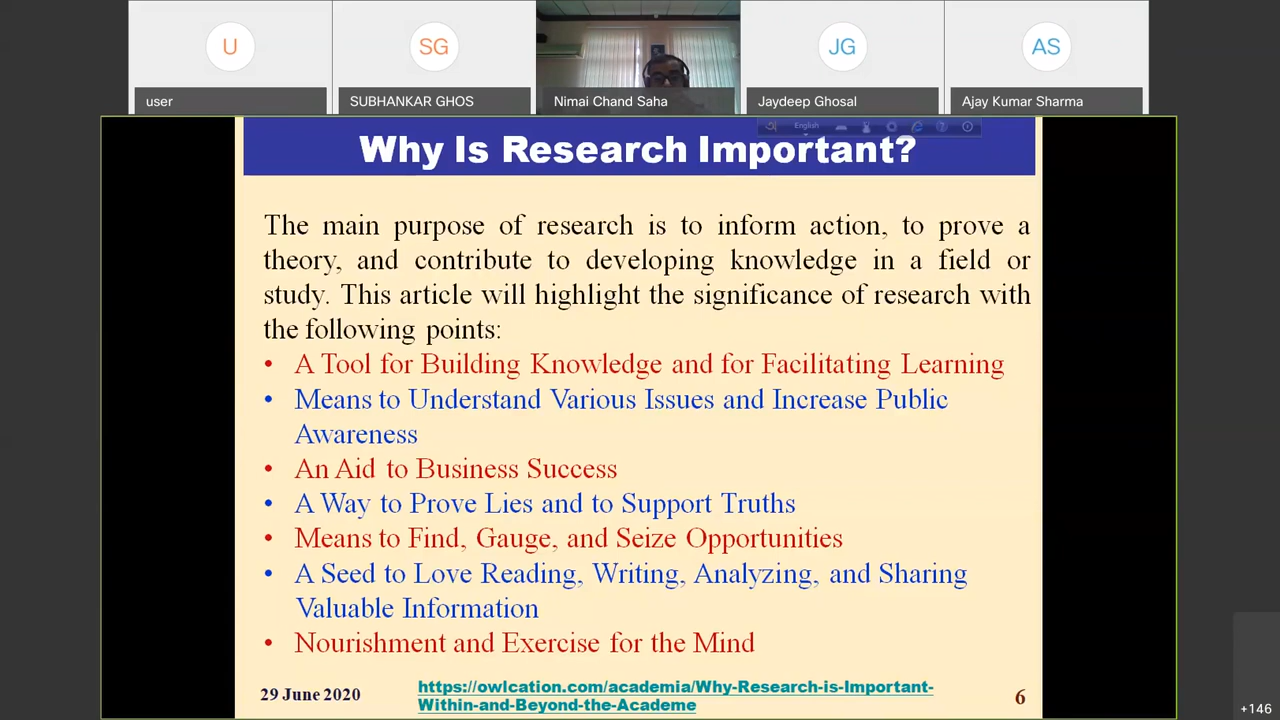 U
SG
JG
AS
user
SUBHANKAR GHOS
Nimai Chand Saha
Jaydeep Ghosal
Ajay Kumar Sharma
English
Why Is Research Important?
The main purpose of research is to inform action, to prove a
theory, and contribute to developing knowledge in a field or
study. This article will highlight the significance of research with
the following points:
• A Tool for Building Knowledge and for Facilitating Learning
• Means to Understand Various Issues and Increase Public
Awareness
• An Aid to Business Success
• A Way to Prove Lies and to Support Truths
• Means to Find, Gauge, and Seize Opportunities
• A Seed to Love Reading, Writing, Analyzing, and Sharing
Valuable Information
• Nourishment and Exercise for the Mind
29 June 2020
https://owlcation.com/academia/Why-Research-is-Important-
Within-and-Beyond-the-Academe
6
+146